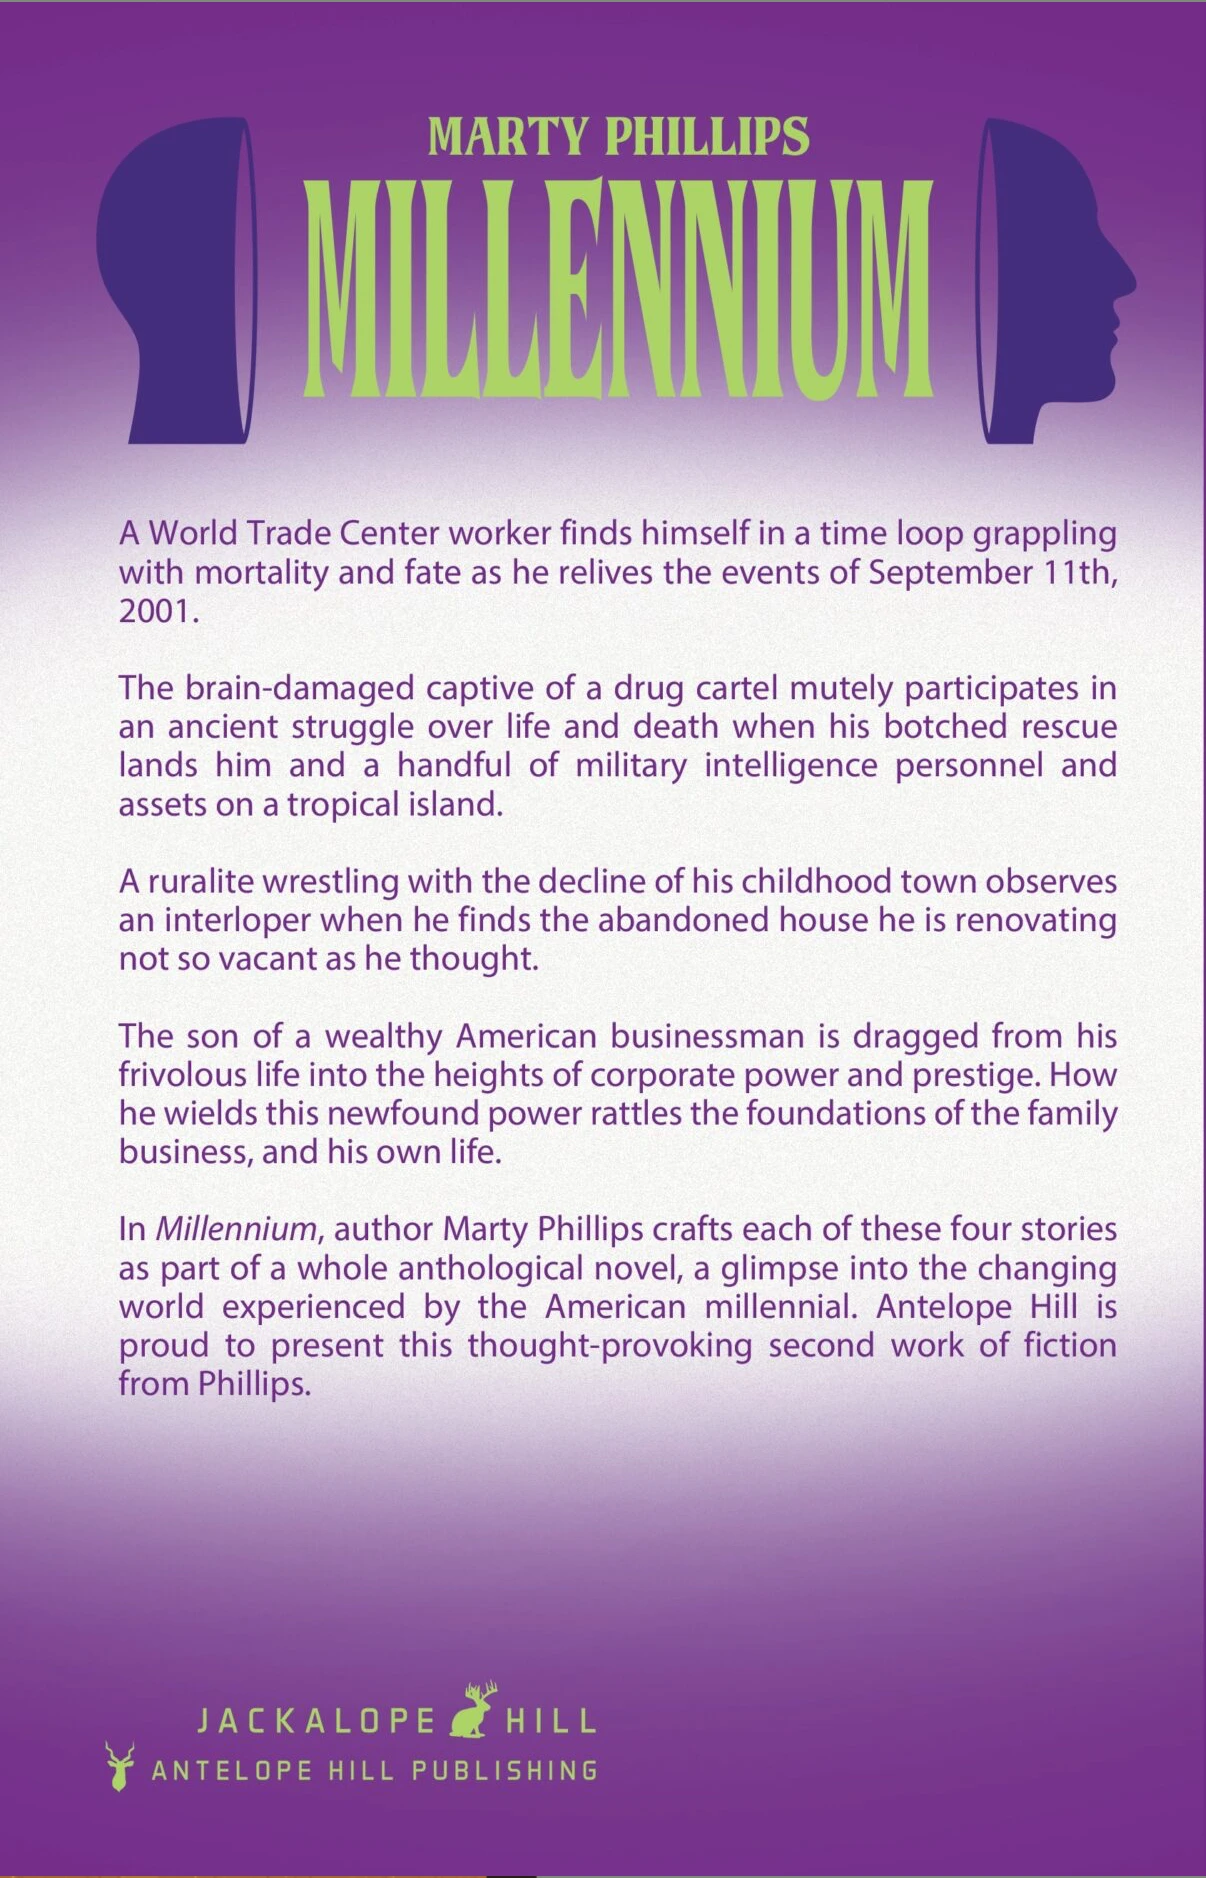 MARTY PHILLIPS
MILLENNIUM
A World Trade Center worker finds himself in a time loop grappling
with mortality and fate as he relives the events of September 11th,
2001.
The brain-damaged captive of a drug cartel mutely participates in
an ancient struggle over life and death when his botched rescue
lands him and a handful of military intelligence personnel and
assets on a tropical island.
A ruralite wrestling with the decline of his childhood town observes
an interloper when he finds the abandoned house he is renovating
not so vacant as he thought.
The son of a wealthy American businessman is dragged from his
frivolous life into the heights of corporate power and prestige. How
he wields this newfound power rattles the foundations of the family
business, and his own life.
In Millennium, author Marty Phillips crafts each of these four stories
as part of a whole anthological novel, a glimpse into the changing
world experienced by the American millennial. Antelope Hill is
proud to present this thought-provoking second work of fiction
from Phillips.
JACKALOPE HILL
ANTELOPE HILL PUBLISHING